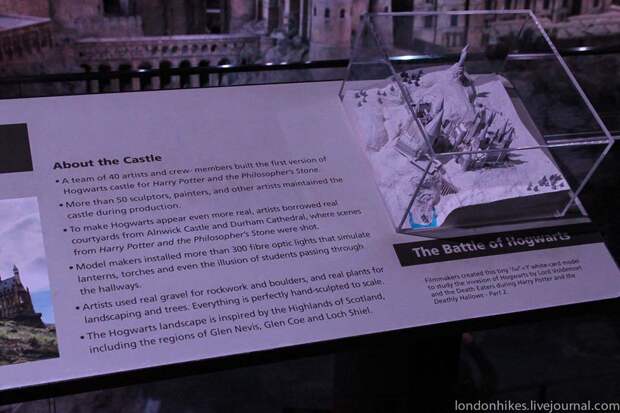 About the Castle
• A team of 40 artists and crew- members built the first version of
Hogwarts castle for Harry Potter and the Philosopher's Stone.
• More than 50 sculptors, painters, and other artists maintained the
castle during production.
• To make Hogwarts appear even more real, artists borrowed real
courtyards from Alnwick Castle and Durham Cathedral, where scenes
from Harry Potter and the Philosopher's Stone were shot.
• Model makers installed more than 300 fibre optic lights that simulate
lanterns, torches and even the illusion of students passing through
the hallways.
• Artists used real gravel for rockwork and boulders, and real plants for
landscaping and trees. Everything is perfectly hand-sculpted to scale.
• The Hogwarts landscape is inspired by the Highlands of Scotland,
including the regions of Glen Nevis, Glen Coe and Loch Shiel.
The Battle of Hogwarts
Filmmakers created this tiny white card model
to study the invasion of Hogwarts by Lord Voldemort
and the Death Eaters during Harry Potter and the
Deathly Hallows - Part 2.
londonhikes.livejournal.com